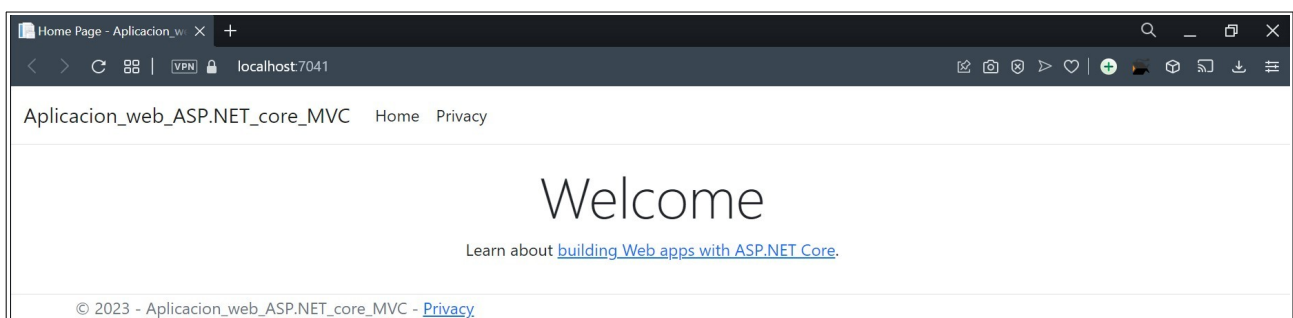 Home Page - Aplicacion_w
VPN localhost:7041
Aplicacion_web_ASP.NET_core_MVC Home Privacy
Welcome
Learn about building Web apps with ASP.NET Core.
© 2023 - Aplicacion_web_ASP.NET_core_MVC - Privacy